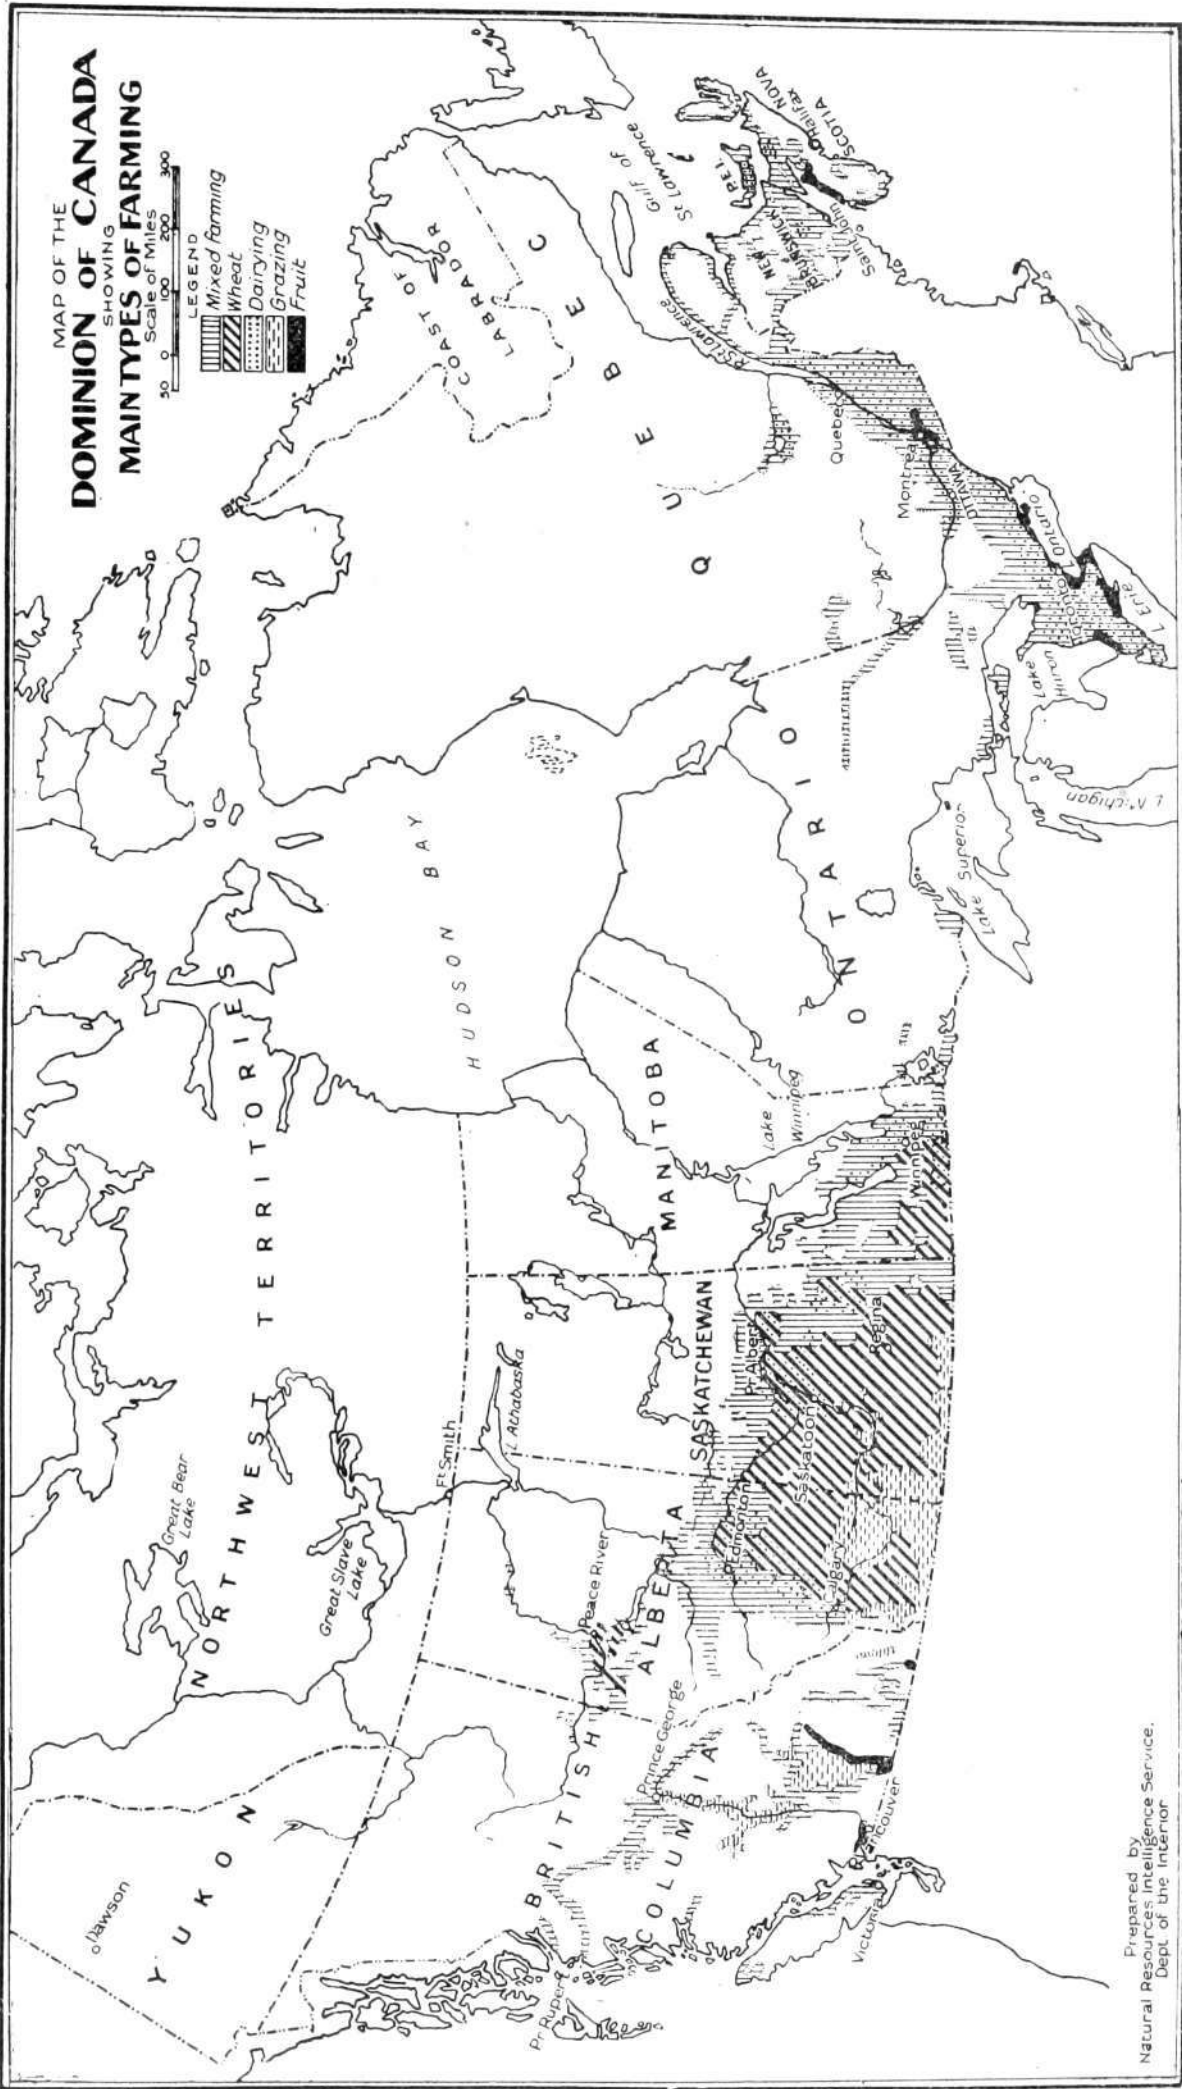 MAP OF THE
DOMINION OF CANADA
SHOWING
MAIN TYPES OF FARMING
Scale of Miles
50 0 100 200 300
LEGEND
Mixed Farming
Wheat
Dairying
Grazing
Fruit
YUKON
Dawson
NORTHWEST TERRITORIES
Great Bear
Lake
Great Slave
Lake
Ft Smith
L Athabaska
HUDSON BAY
COAST OF
LABRADOR
QUEBEC
BRITISH
COLUMBIA
Pr Rupert
Prince George
Vancouver
Victoria
ALBERTA
Peace River
Edmonton
Calgary
SASKATCHEWAN
Pr Albert
Saskatoon
Regina
MANITOBA
Lake
Winnipeg
Winnipeg
ONTARIO
Lake Superior
L Michigan
Lake
Huron
Toronto
L Ontario
L Erie
OTTAWA
Montreal
Quebec
R St Lawrence
Gulf of
St Lawrence
P.E.I.
NEW
BRUNSWICK
Saint John
NOVA
SCOTIA
Halifax
Prepared by
Natural Resources Intelligence Service.
Dept. of the Interior